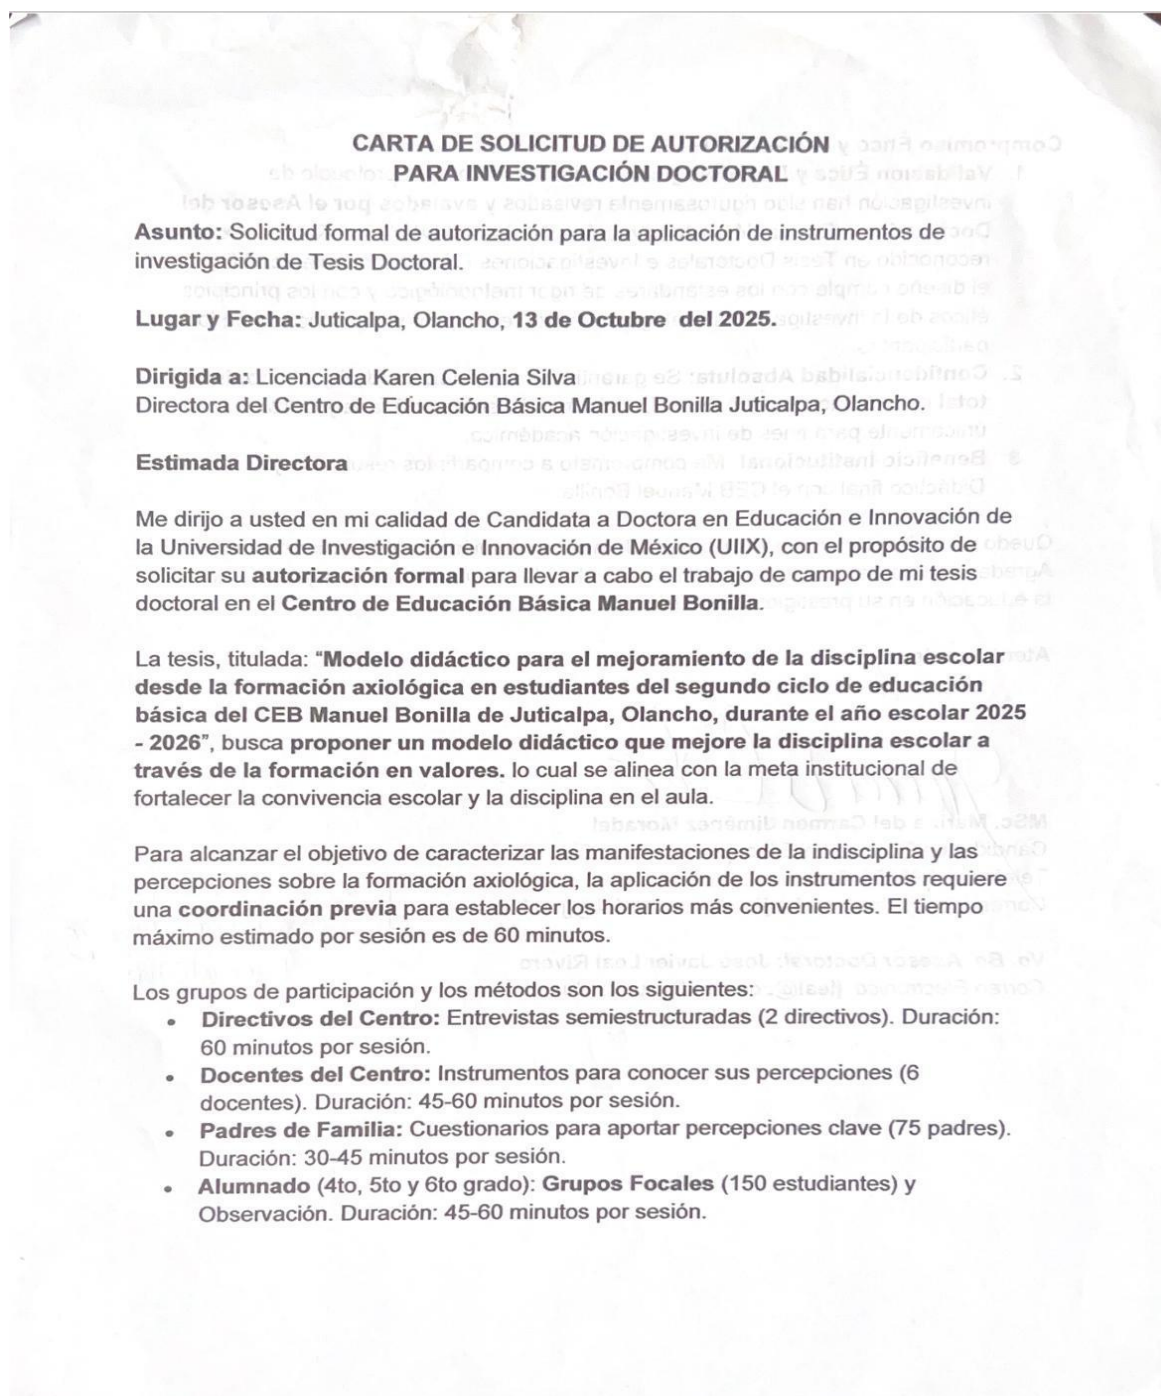 CARTA DE SOLICITUD DE AUTORIZACIÓN
PARA INVESTIGACIÓN DOCTORAL
Asunto: Solicitud formal de autorización para la aplicación de instrumentos de
investigación de Tesis Doctoral.
Lugar y Fecha: Juticalpa, Olancho, 13 de Octubre del 2025.
Dirigida a: Licenciada Karen Celenia Silva
Directora del Centro de Educación Básica Manuel Bonilla Juticalpa, Olancho.
Estimada Directora
Me dirijo a usted en mi calidad de Candidata a Doctora en Educación e Innovación de
la Universidad de Investigación e Innovación de México (UIIX), con el propósito de
solicitar su autorización formal para llevar a cabo el trabajo de campo de mi tesis
doctoral en el Centro de Educación Básica Manuel Bonilla.
La tesis, titulada: “Modelo didáctico para el mejoramiento de la disciplina escolar
desde la formación axiológica en estudiantes del segundo ciclo de educación
básica del CEB Manuel Bonilla de Juticalpa, Olancho, durante el año escolar 2025
- 2026”, busca proponer un modelo didáctico que mejore la disciplina escolar a
través de la formación en valores. lo cual se alinea con la meta institucional de
fortalecer la convivencia escolar y la disciplina en el aula.
Para alcanzar el objetivo de caracterizar las manifestaciones de la indisciplina y las
percepciones sobre la formación axiológica, la aplicación de los instrumentos requiere
una coordinación previa para establecer los horarios más convenientes. El tiempo
máximo estimado por sesión es de 60 minutos.
Los grupos de participación y los métodos son los siguientes:
• Directivos del Centro: Entrevistas semiestructuradas (2 directivos). Duración:
60 minutos por sesión.
• Docentes del Centro: Instrumentos para conocer sus percepciones (6
docentes). Duración: 45-60 minutos por sesión.
• Padres de Familia: Cuestionarios para aportar percepciones clave (75 padres).
Duración: 30-45 minutos por sesión.
• Alumnado (4to, 5to y 6to grado): Grupos Focales (150 estudiantes) y
Observación. Duración: 45-60 minutos por sesión.